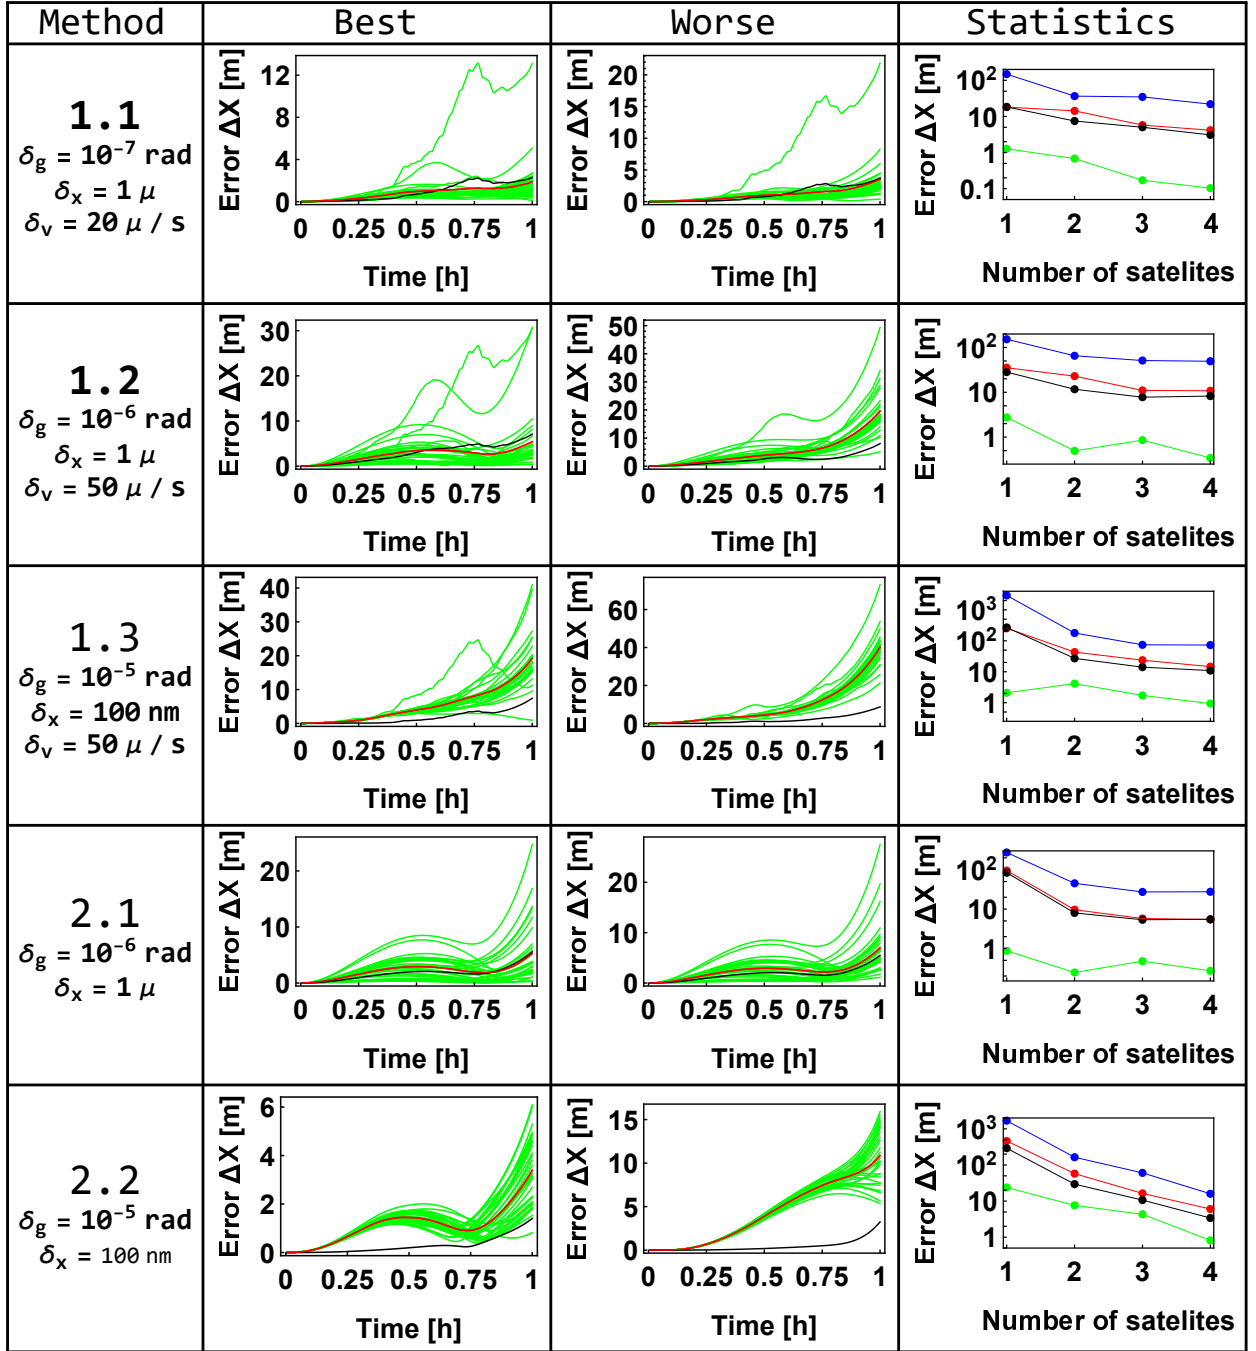 Method Best Worse Statistics
1.1
δg = 10⁻⁷ rad
δx = 1 μ
δv = 20 μ / s
Error ΔX [m]
12
8
4
0
0 0.25 0.5 0.75 1
Time [h]
Error ΔX [m]
20
15
10
5
0
0 0.25 0.5 0.75 1
Time [h]
Error ΔX [m]
10²
10
1
0.1
1 2 3 4
Number of satelites
1.2
δg = 10⁻⁶ rad
δx = 1 μ
δv = 50 μ / s
Error ΔX [m]
30
20
10
0
0 0.25 0.5 0.75 1
Time [h]
Error ΔX [m]
50
40
30
20
10
0
0 0.25 0.5 0.75 1
Time [h]
Error ΔX [m]
10²
10
1
1 2 3 4
Number of satelites
1.3
δg = 10⁻⁵ rad
δx = 100 nm
δv = 50 μ / s
Error ΔX [m]
40
30
20
10
0
0 0.25 0.5 0.75 1
Time [h]
Error ΔX [m]
60
40
20
0
0 0.25 0.5 0.75 1
Time [h]
Error ΔX [m]
10³
10²
10
1
1 2 3 4
Number of satelites
2.1
δg = 10⁻⁶ rad
δx = 1 μ
Error ΔX [m]
20
10
0
0 0.25 0.5 0.75 1
Time [h]
Error ΔX [m]
20
10
0
0 0.25 0.5 0.75 1
Time [h]
Error ΔX [m]
10²
10
1
1 2 3 4
Number of satelites
2.2
δg = 10⁻⁵ rad
δx = 100 nm
Error ΔX [m]
6
4
2
0
0 0.25 0.5 0.75 1
Time [h]
Error ΔX [m]
15
10
5
0
0 0.25 0.5 0.75 1
Time [h]
Error ΔX [m]
10³
10²
10
1
1 2 3 4
Number of satelites